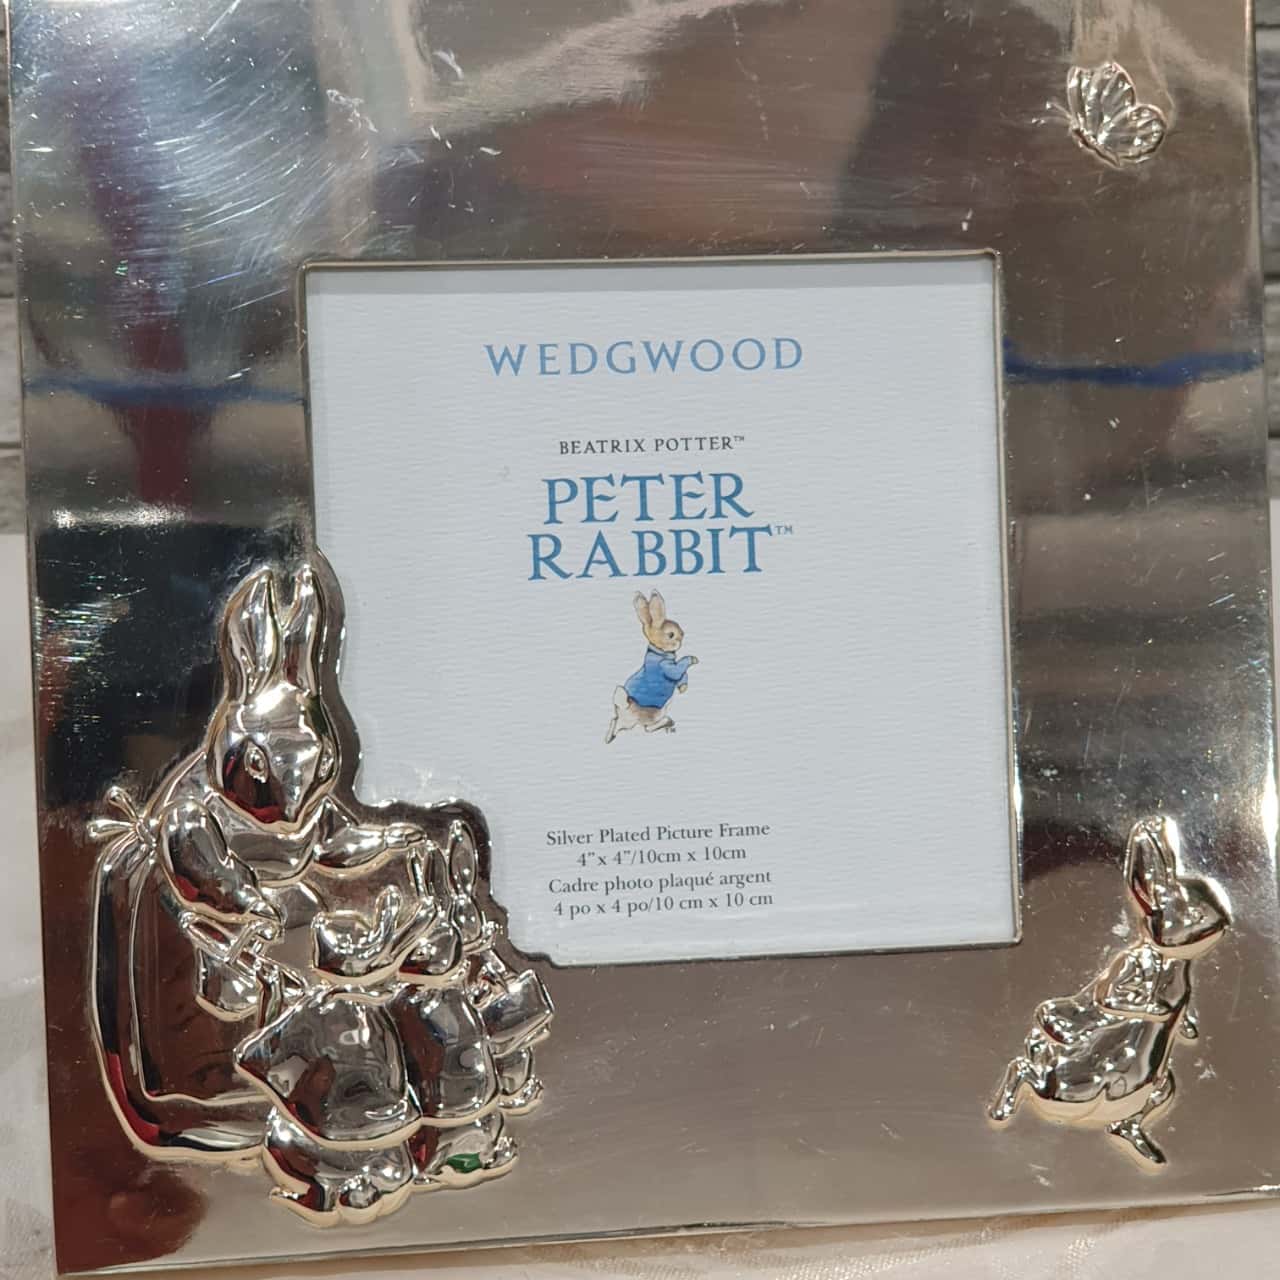 WEDGWOOD
BEATRIX POTTER™
PETER
RABBIT™
™
Silver Plated Picture Frame
4” x 4”/10cm x 10cm
Cadre photo plaqué argent
4 po x 4 po/10 cm x 10 cm